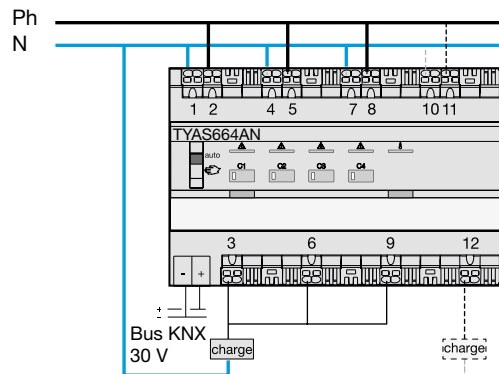 Ph
N
1 2 4 5 7 8 10 11
TYAS664AN
auto
C1 C2 C3 C4
3 6 9 12
- +
+
-
Bus KNX
30 V
charge
charge